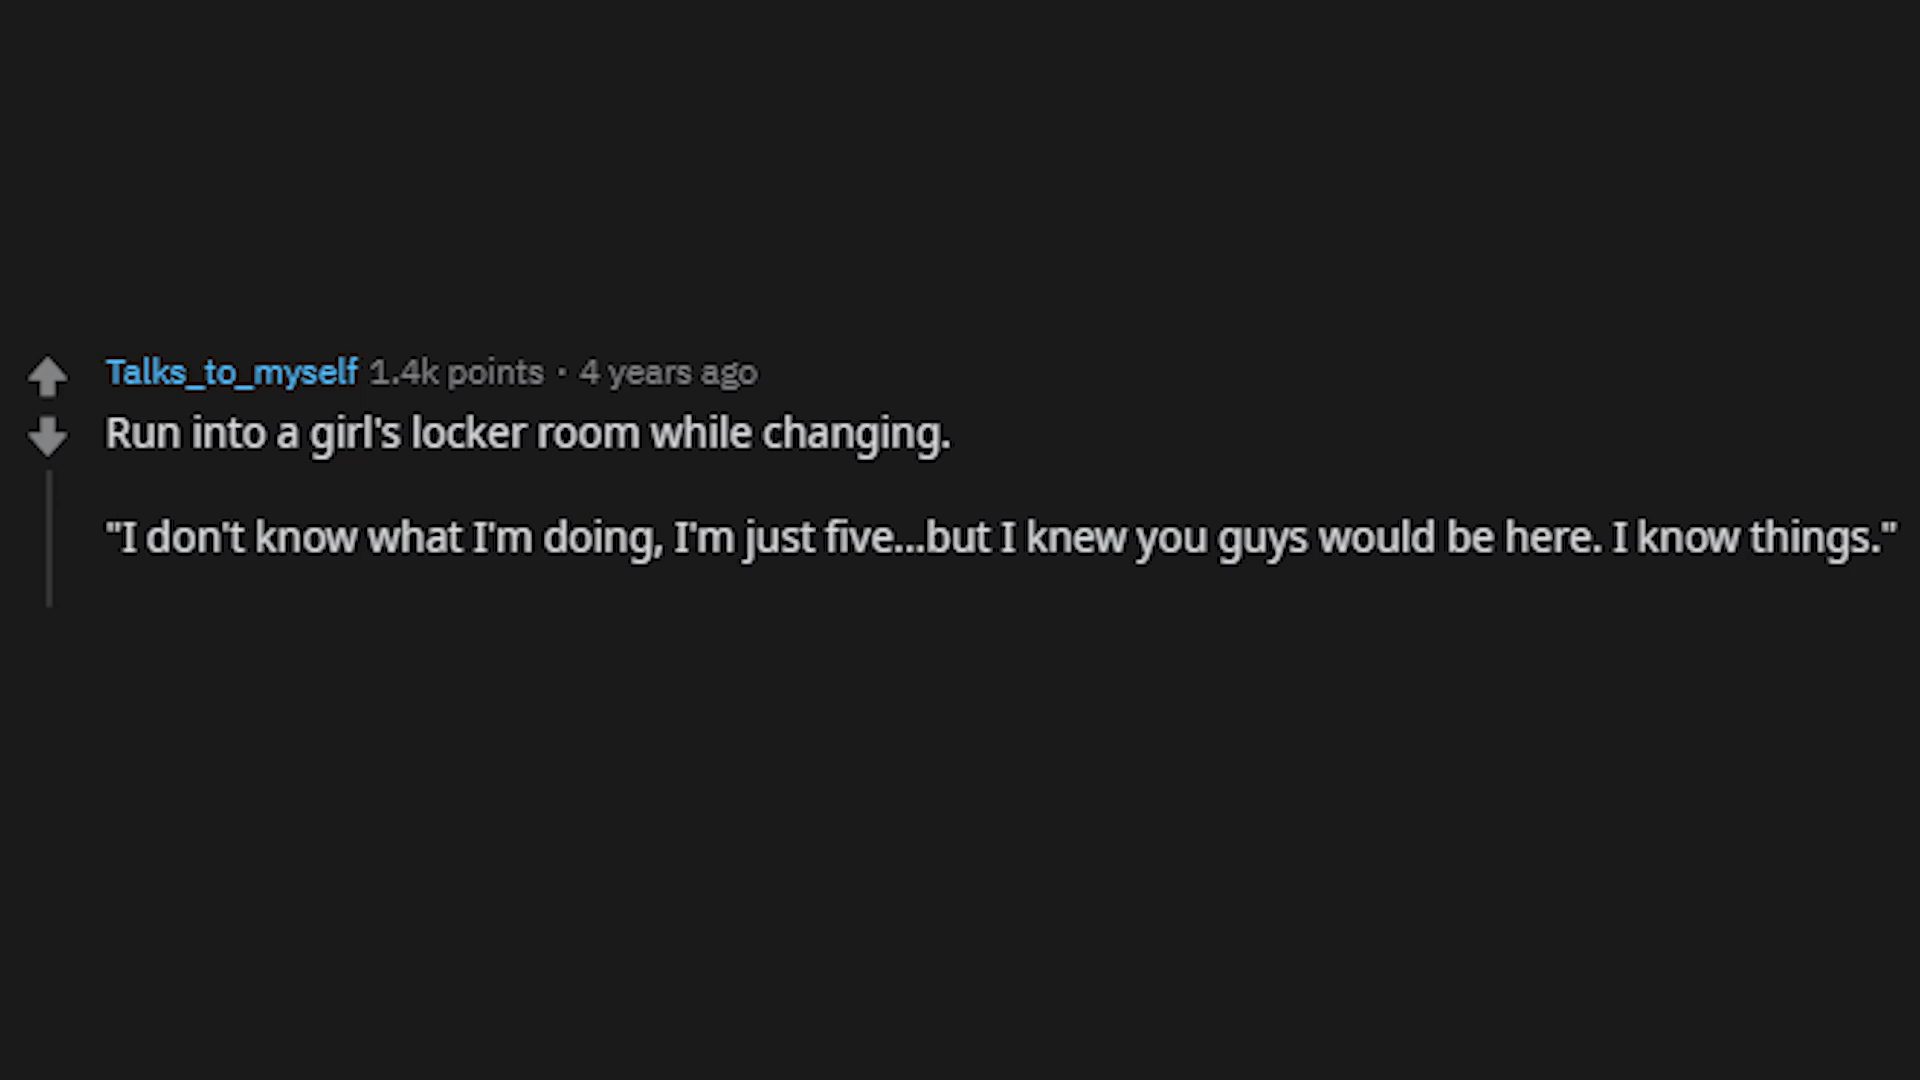 Talks_to_myself 1.4k points · 4 years ago
Run into a girl's locker room while changing.
"I don't know what I'm doing, I'm just five...but I knew you guys would be here. I know things."